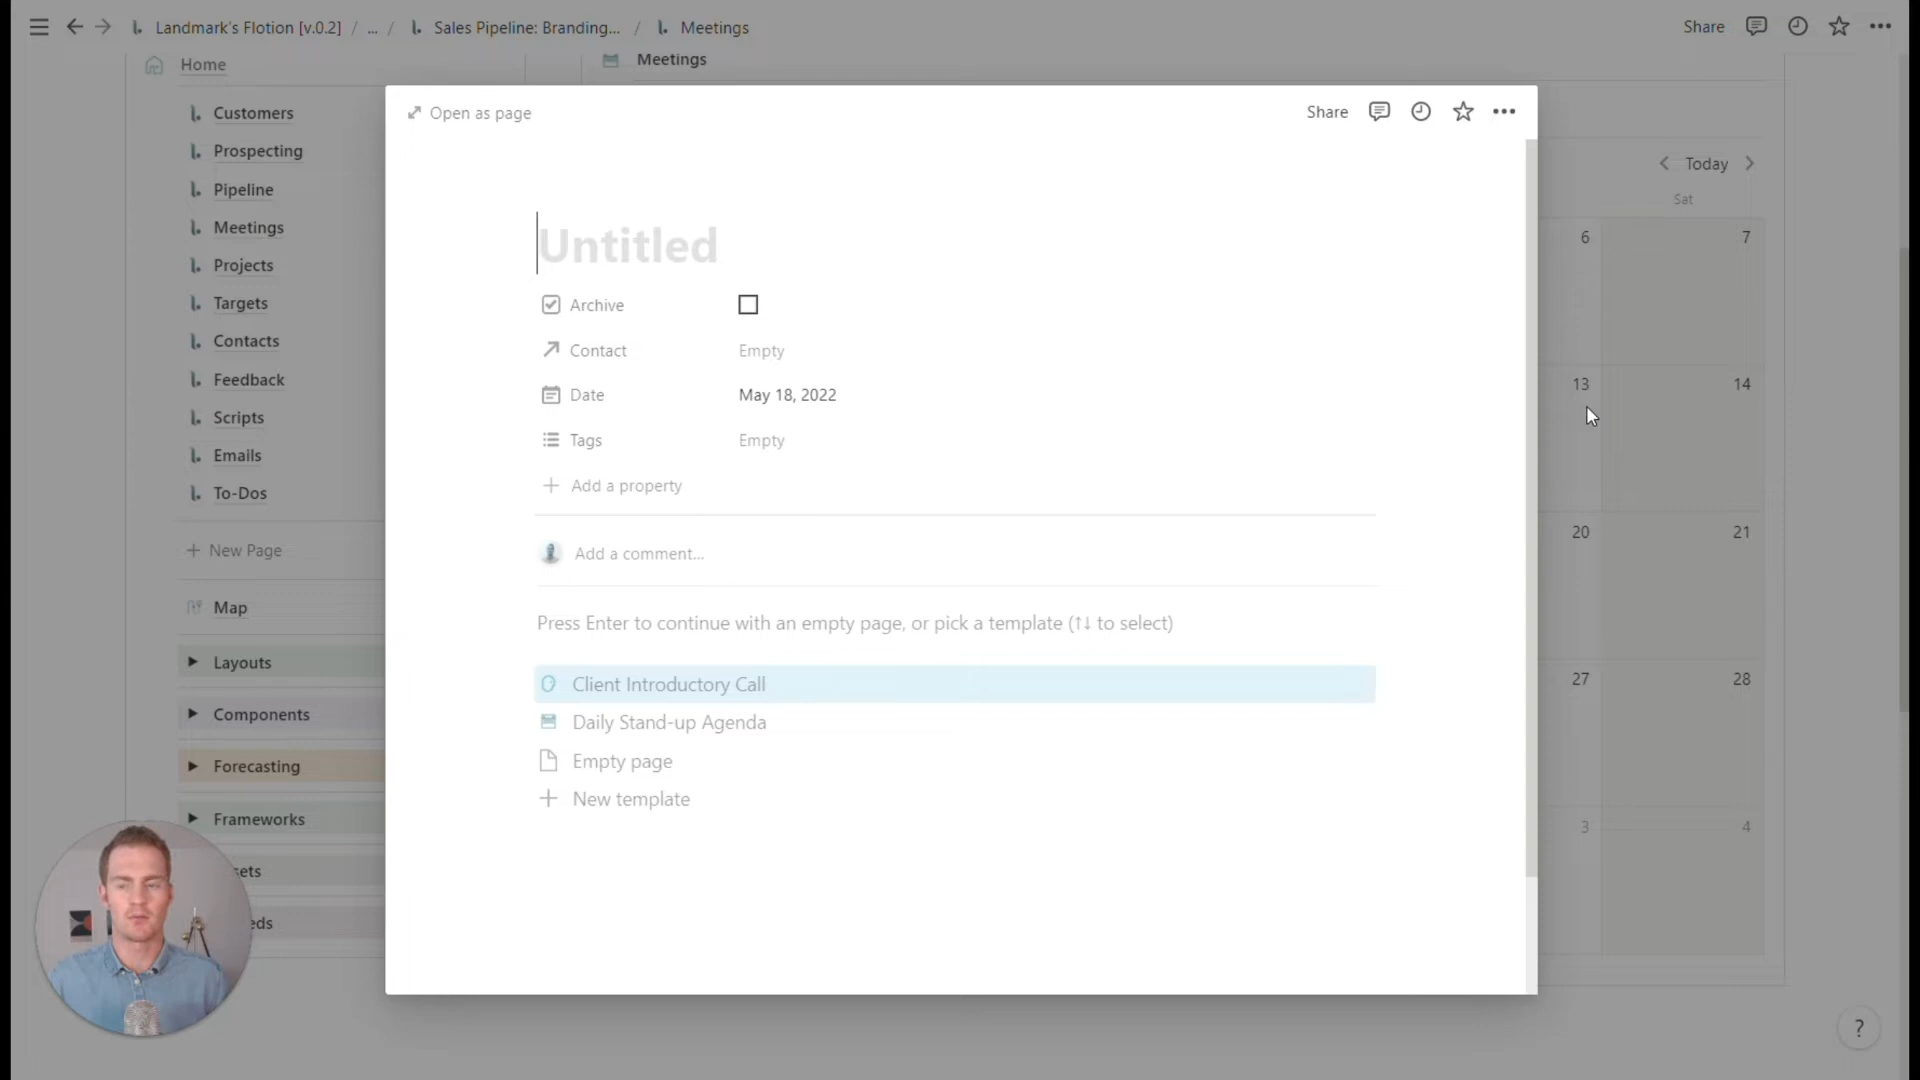 Landmark's Flotion [v.0.2] / ... / Sales Pipeline: Branding... / Meetings
Share
Home
Customers
Prospecting
Pipeline
Meetings
Projects
Targets
Contacts
Feedback
Scripts
Emails
To-Dos
New Page
Map
Layouts
Components
Forecasting
Frameworks
sets
eds
Meetings
Open as page
Share
Untitled
Archive
Contact Empty
Date May 18, 2022
Tags Empty
Add a property
Add a comment...
Press Enter to continue with an empty page, or pick a template (↑↓ to select)
Client Introductory Call
Daily Stand-up Agenda
Empty page
New template
Today
Sat
6 7
13 14
20 21
27 28
3 4
?